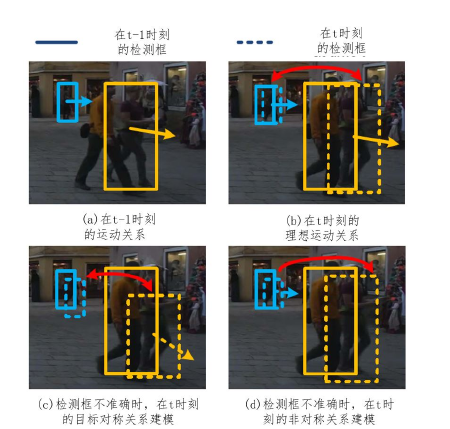 在t-1时刻
的检测框
在t时刻
的检测框
(a)在t-1时刻
的运动关系
(b)在t时刻的
理想运动关系
(c)检测框不准确时，在t时刻
的目标对称关系建模
(d)检测框不准确时，在t时
刻的非对称关系建模